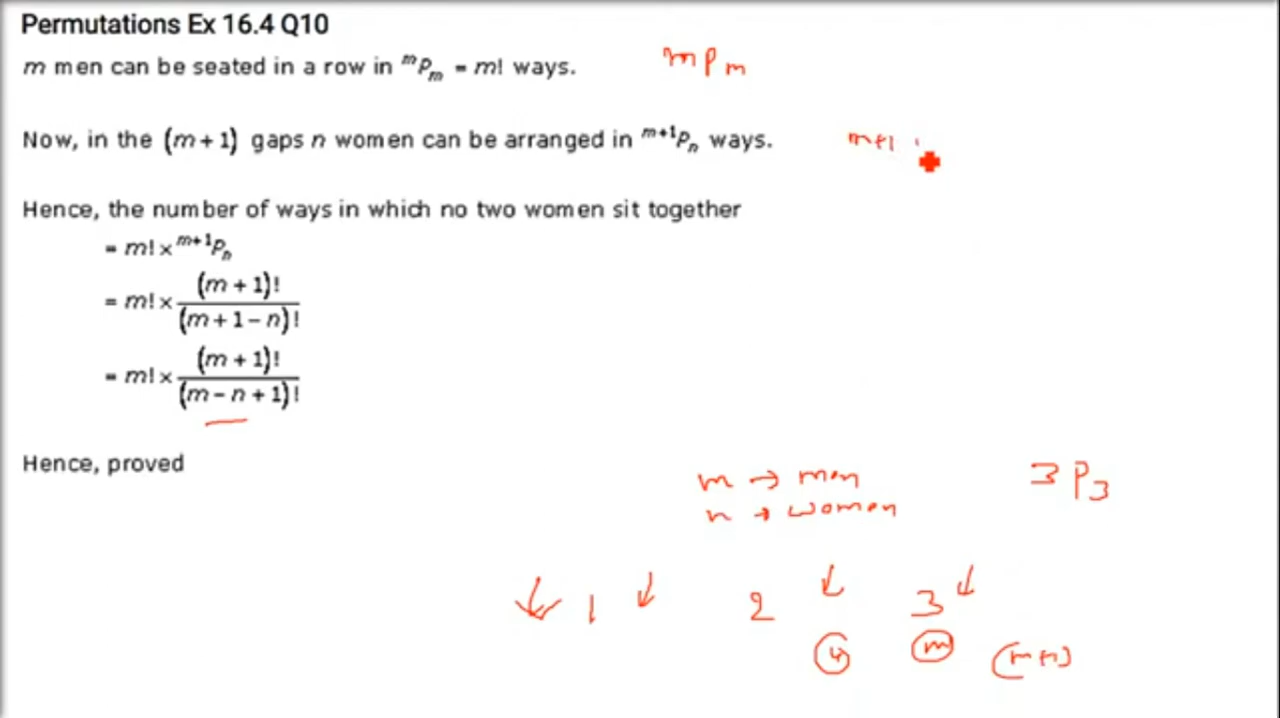 Permutations Ex 16.4 Q10
m men can be seated in a row in ᵐPₘ = m! ways.
mPm
Now, in the (m + 1) gaps n women can be arranged in ᵐ⁺¹Pₙ ways.
m+1
Hence, the number of ways in which no two women sit together
= m! × ᵐ⁺¹Pₙ
= m! × (m + 1)! / (m + 1 − n)!
= m! × (m + 1)! / (m − n + 1)!
Hence, proved
m → men
n → women
3P3
1 2 3
4 m (m+1)